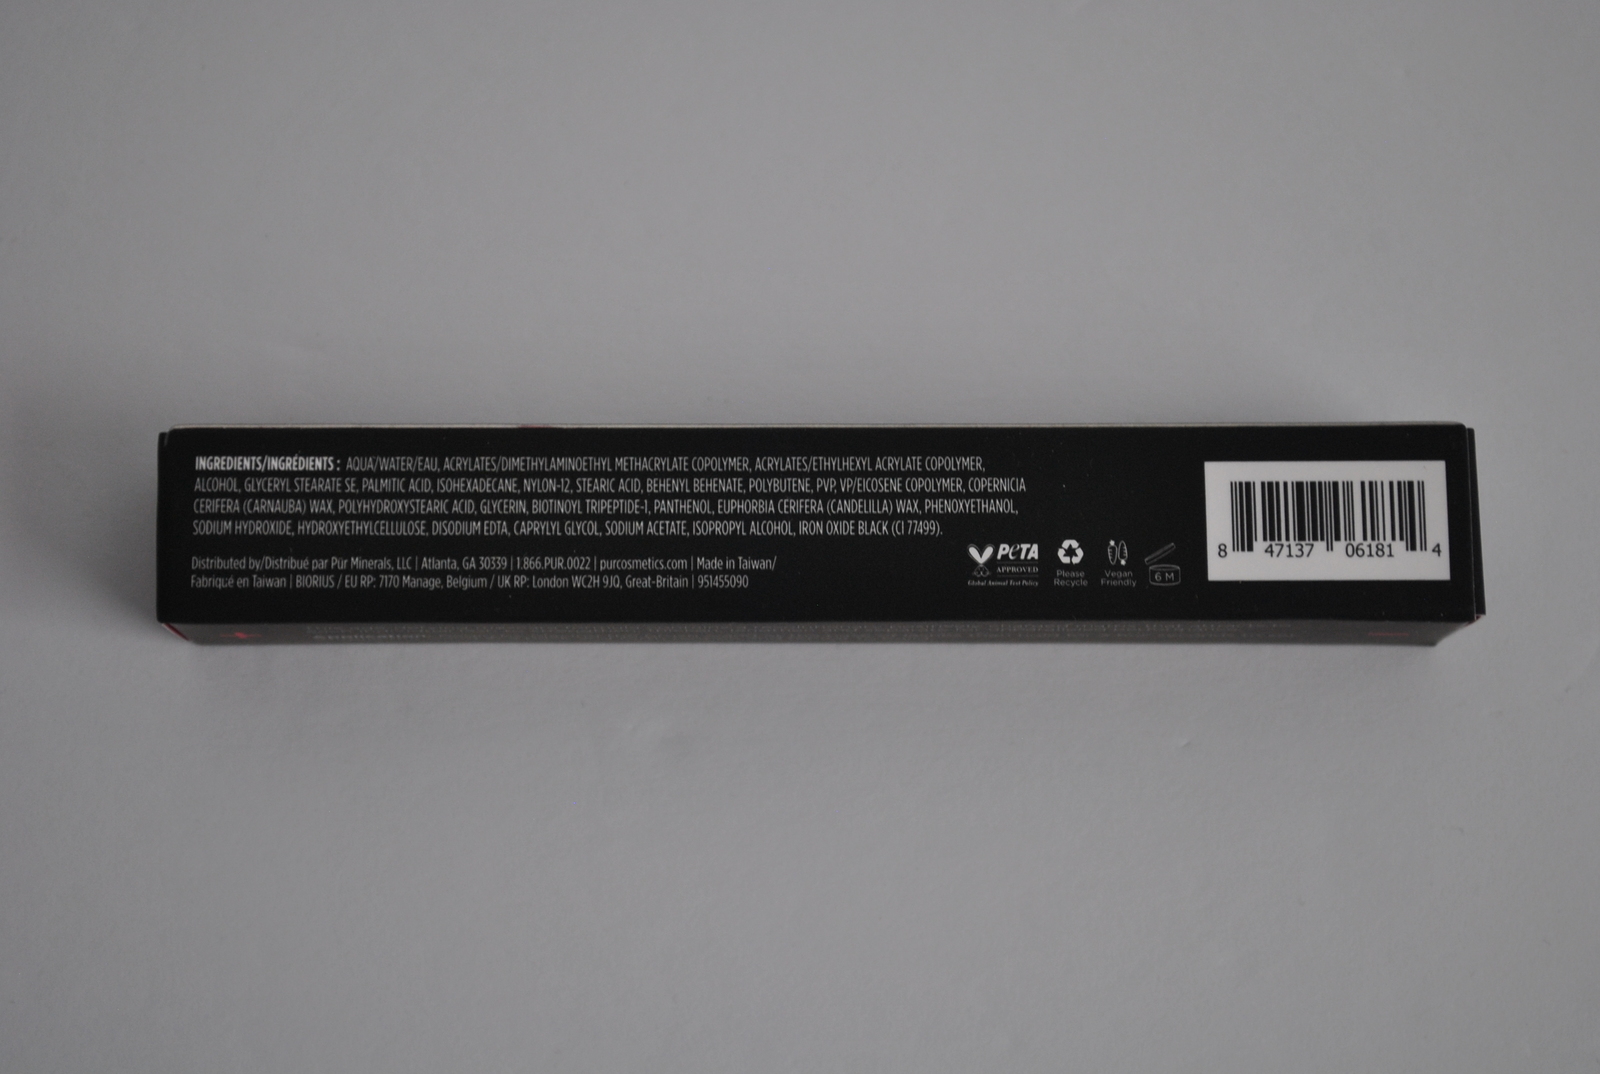 INGREDIENTS/INGRÉDIENTS : AQUA/WATER/EAU, ACRYLATES/DIMETHYLAMINOETHYL METHACRYLATE COPOLYMER, ACRYLATES/ETHYLHEXYL ACRYLATE COPOLYMER,
ALCOHOL, GLYCERYL STEARATE SE, PALMITIC ACID, ISOHEXADECANE, NYLON-12, STEARIC ACID, BEHENYL BEHENATE, POLYBUTENE, PVP, VP/EICOSENE COPOLYMER, COPERNICIA
CERIFERA (CARNAUBA) WAX, POLYHYDROXYSTEARIC ACID, GLYCERIN, BIOTINOYL TRIPEPTIDE-1, PANTHENOL, EUPHORBIA CERIFERA (CANDELILLA) WAX, PHENOXYETHANOL,
SODIUM HYDROXIDE, HYDROXYETHYLCELLULOSE, DISODIUM EDTA, CAPRYLYL GLYCOL, SODIUM ACETATE, ISOPROPYL ALCOHOL, IRON OXIDE BLACK (CI 77499).
Distributed by/Distribué par Pür Minerals, LLC | Atlanta, GA 30339 | 1.866.PUR.0022 | purcosmetics.com | Made in Taiwan/
Fabriqué en Taiwan | BIORIUS / EU RP: 7170 Manage, Belgium / UK RP: London WC2H 9JQ, Great-Britain | 951455090
PETA
APPROVED
Global Animal Test Policy
Please
Recycle
Vegan
Friendly
6 M
8 47137 06181 4
Application